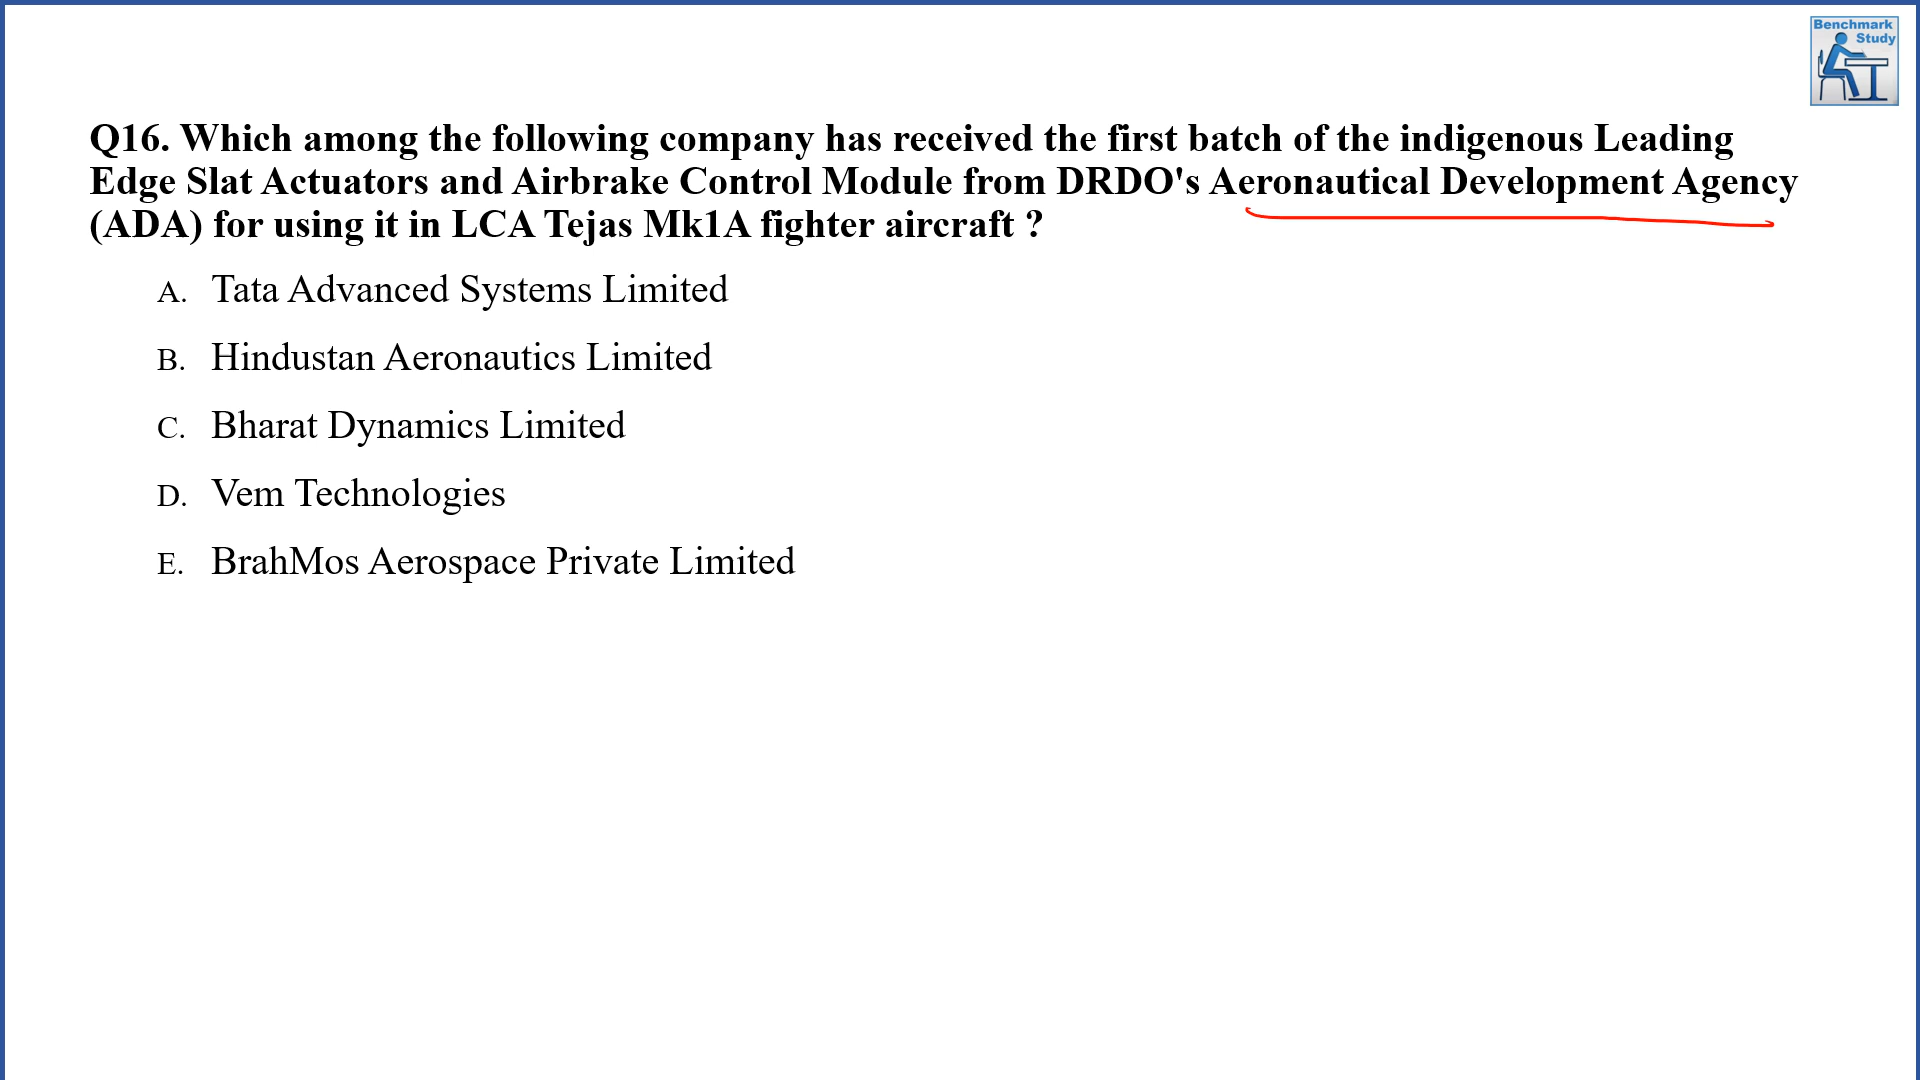 Benchmark
Study
Q16. Which among the following company has received the first batch of the indigenous Leading
Edge Slat Actuators and Airbrake Control Module from DRDO's Aeronautical Development Agency
(ADA) for using it in LCA Tejas Mk1A fighter aircraft ?
A. Tata Advanced Systems Limited
B. Hindustan Aeronautics Limited
C. Bharat Dynamics Limited
D. Vem Technologies
E. BrahMos Aerospace Private Limited